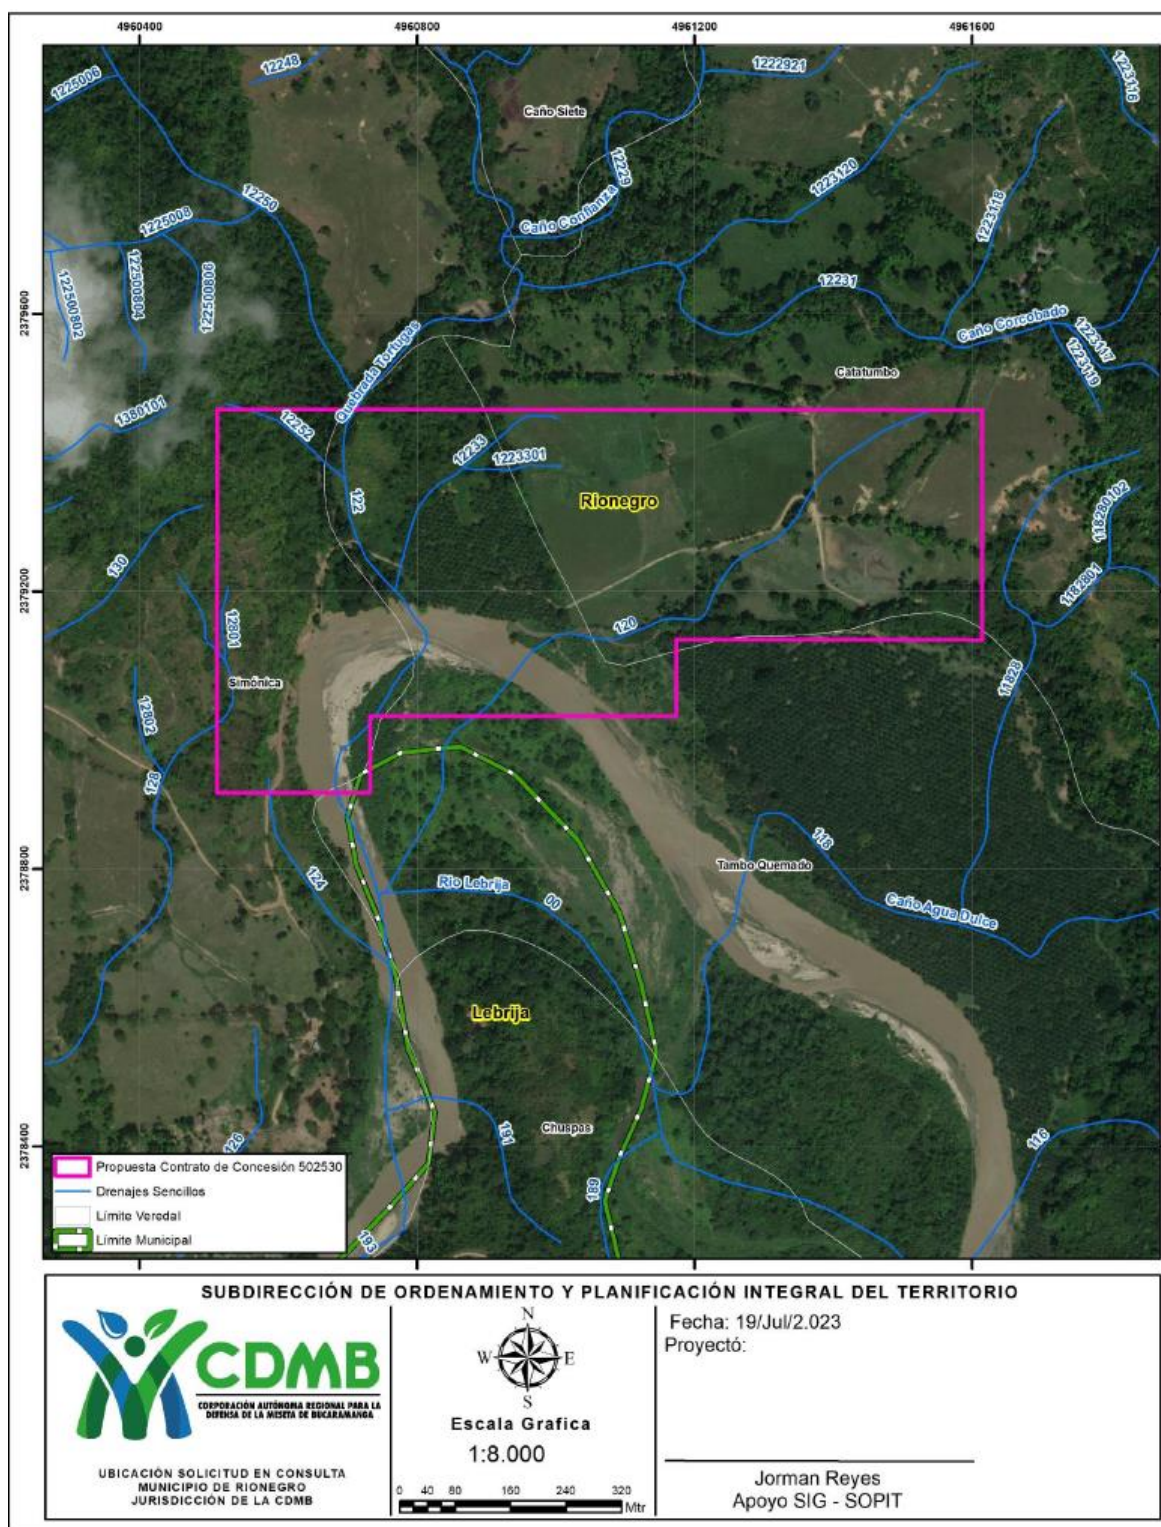 4960400
4960800
4961200
4961600
1225006
12248
1222921
1223116
Caño Siete
12229
1223120
12250
1225008
Caño Confianza
1223118
122500802
122500804
122500806
12231
2379600
Caño Corcobado
1223117
1223119
Quebrada Tortugas
Catatumbo
1380101
12252
12233
1223301
122
Rionegro
118280102
130
2379200
1182801
12801
120
Simónica
11828
12802
128
118
Tambo Quemado
2378800
124
Rio Lebrija
00
Caño Agua Dulce
Lebrija
191
Chuspas
126
116
2378400
189
193
Propuesta Contrato de Concesión 502530
Drenajes Sencillos
Límite Veredal
Límite Municipal
SUBDIRECCIÓN DE ORDENAMIENTO Y PLANIFICACIÓN INTEGRAL DEL TERRITORIO
CDMB
CORPORACIÓN AUTÓNOMA REGIONAL PARA LA
DEFENSA DE LA MESETA DE BUCARAMANGA
UBICACIÓN SOLICITUD EN CONSULTA
MUNICIPIO DE RIONEGRO
JURISDICCIÓN DE LA CDMB
N
W
E
S
Escala Grafica
1:8.000
0 40 80 160 240 320
Mtr
Fecha: 19/Jul/2.023
Proyectó:
Jorman Reyes
Apoyo SIG - SOPIT